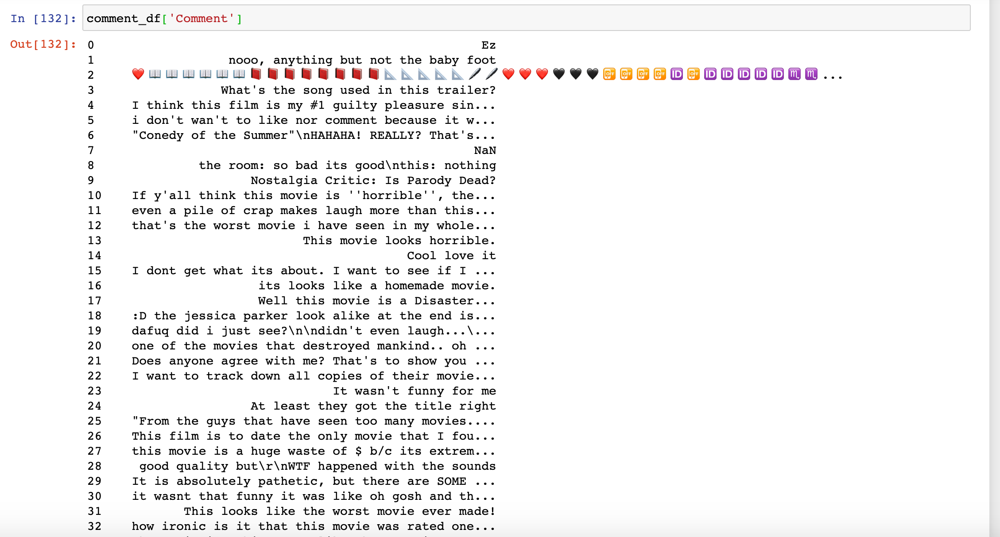 In [132]: comment_df['Comment']
Out[132]: 0 Ez
1 nooo, anything but not the baby foot
2 ❤️📖📖📖📖📖📖📕📕📕📕📕📕📕📕📐📐📐📐📐🖋🖋❤️❤️❤️🖤🖤🖤📴📴📴📴🆔📴🆔🆔🆔🆔🆔♏♏...
3 What's the song used in this trailer?
4 I think this film is my #1 guilty pleasure sin...
5 i don't wan't to like nor comment because it w...
6 "Conedy of the Summer"\nHAHAHA! REALLY? That's...
7 NaN
8 the room: so bad its good\nthis: nothing
9 Nostalgia Critic: Is Parody Dead?
10 If y'all think this movie is ''horrible'', the...
11 even a pile of crap makes laugh more than this...
12 that's the worst movie i have seen in my whole...
13 This movie looks horrible.
14 Cool love it
15 I dont get what its about. I want to see if I ...
16 its looks like a homemade movie.
17 Well this movie is a Disaster...
18 :D the jessica parker look alike at the end is...
19 dafuq did i just see?\n\ndidn't even laugh...\...
20 one of the movies that destroyed mankind.. oh ...
21 Does anyone agree with me? That's to show you ...
22 I want to track down all copies of their movie...
23 It wasn't funny for me
24 At least they got the title right
25 "From the guys that have seen too many movies....
26 This film is to date the only movie that I fou...
27 this movie is a huge waste of $ b/c its extrem...
28 good quality but\r\nWTF happened with the sounds
29 It is absolutely pathetic, but there are SOME ...
30 it wasnt that funny it was like oh gosh and th...
31 This looks like the worst movie ever made!
32 how ironic is it that this movie was rated one...